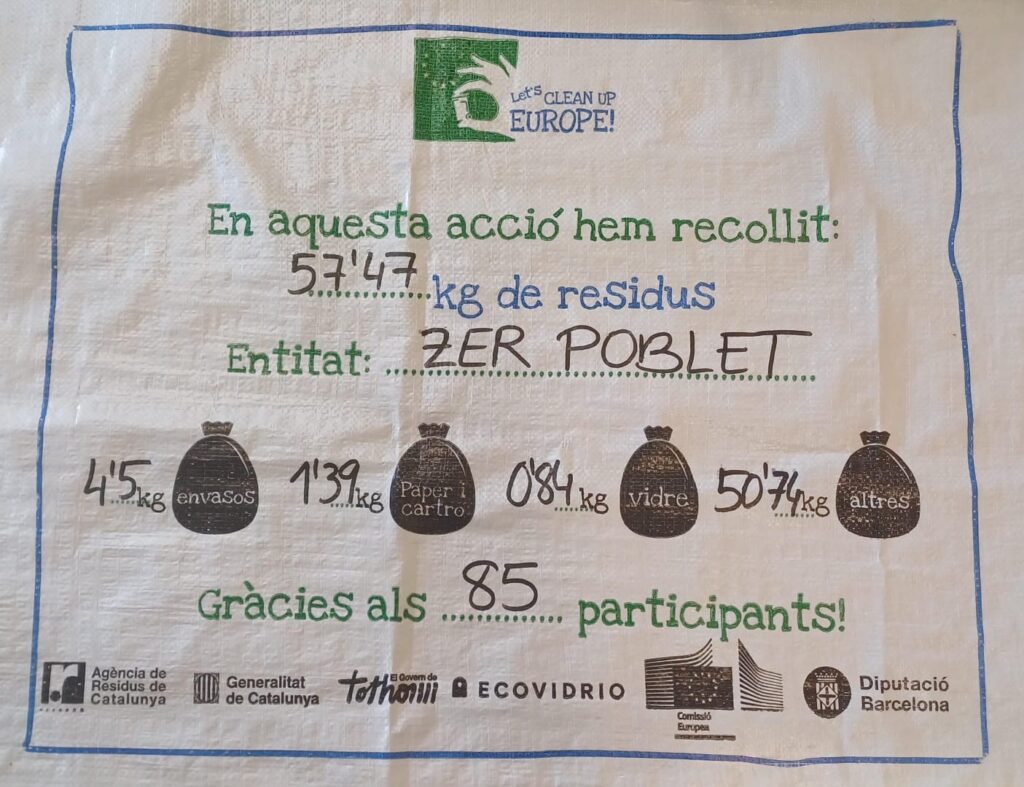 Let's CLEAN UP
EUROPE!
En aquesta acció hem recollit:
57'47 kg de residus
Entitat: ZER POBLET
4'5 kg envasos 1'39 kg Paper i cartró 0'84 kg vidre 50'74 kg altres
Gràcies als 85 participants!
Agència de
Residus de
Catalunya
Generalitat
de Catalunya
El Govern de
tothom
ECOVIDRIO
Comissió
Europea
Diputació
Barcelona